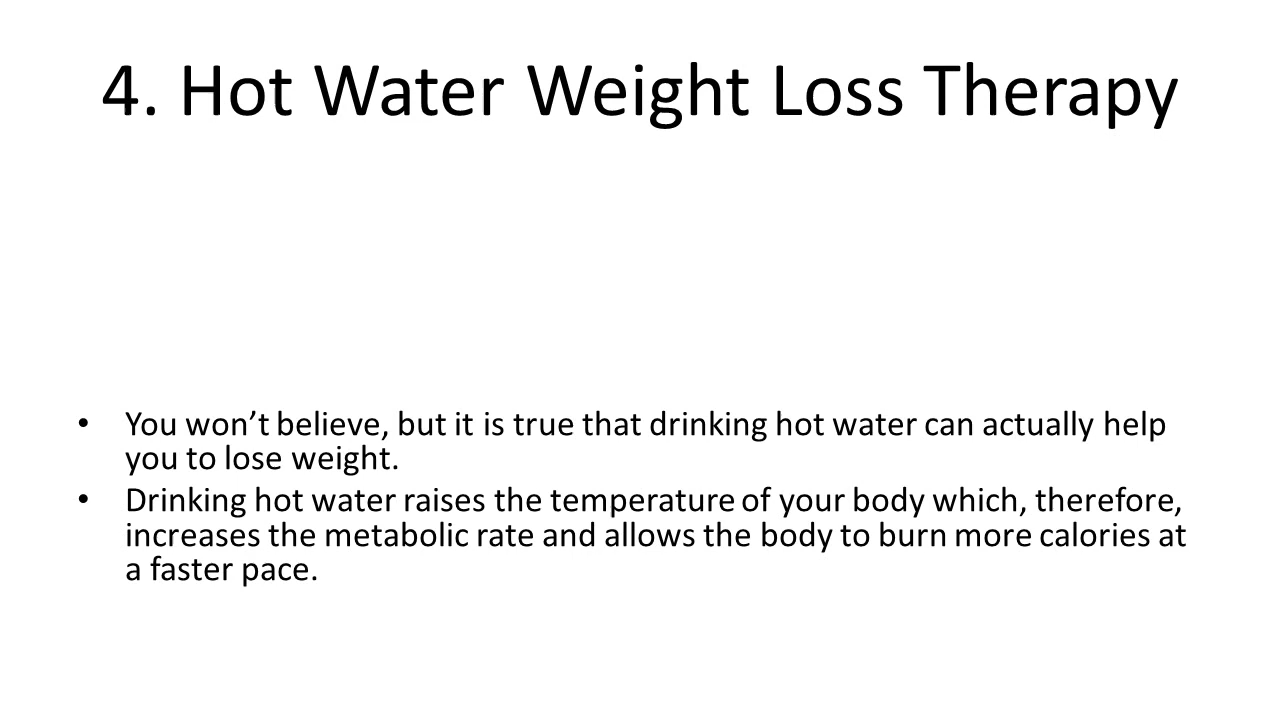 4. Hot Water Weight Loss Therapy
• You won’t believe, but it is true that drinking hot water can actually help
you to lose weight.
• Drinking hot water raises the temperature of your body which, therefore,
increases the metabolic rate and allows the body to burn more calories at
a faster pace.